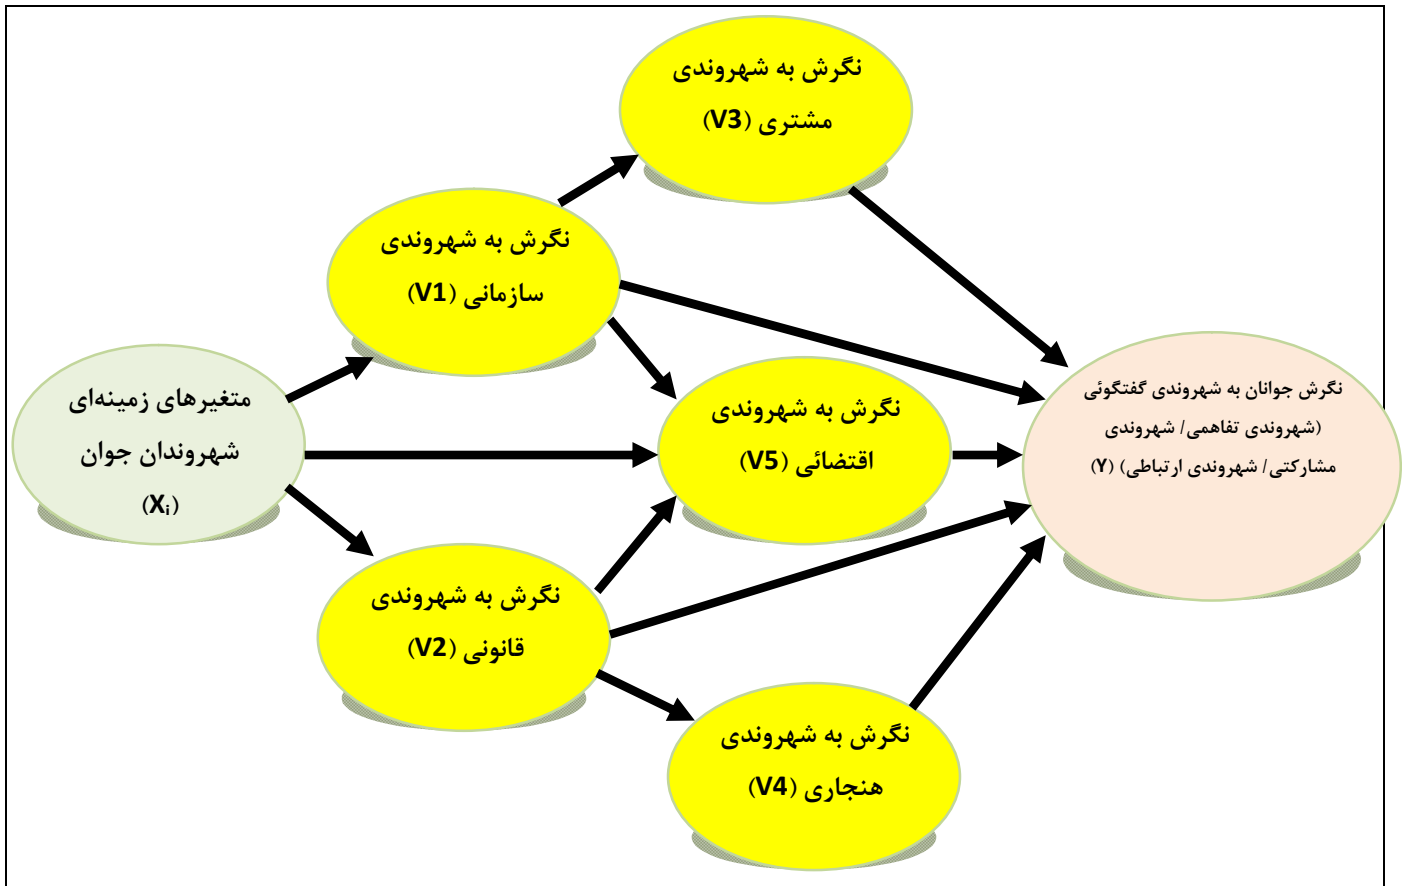 نگرش به شهروندی
مشتری (V3)
نگرش به شهروندی
سازمانی (V1)
متغیرهای زمینه‌ای
شهروندان جوان
(Xi)
نگرش به شهروندی
اقتضائی (V5)
نگرش جوانان به شهروندی گفتگوئی
(شهروندی تفاهمی/ شهروندی
مشارکتی/ شهروندی ارتباطی) (Y)
نگرش به شهروندی
قانونی (V2)
نگرش به شهروندی
هنجاری (V4)